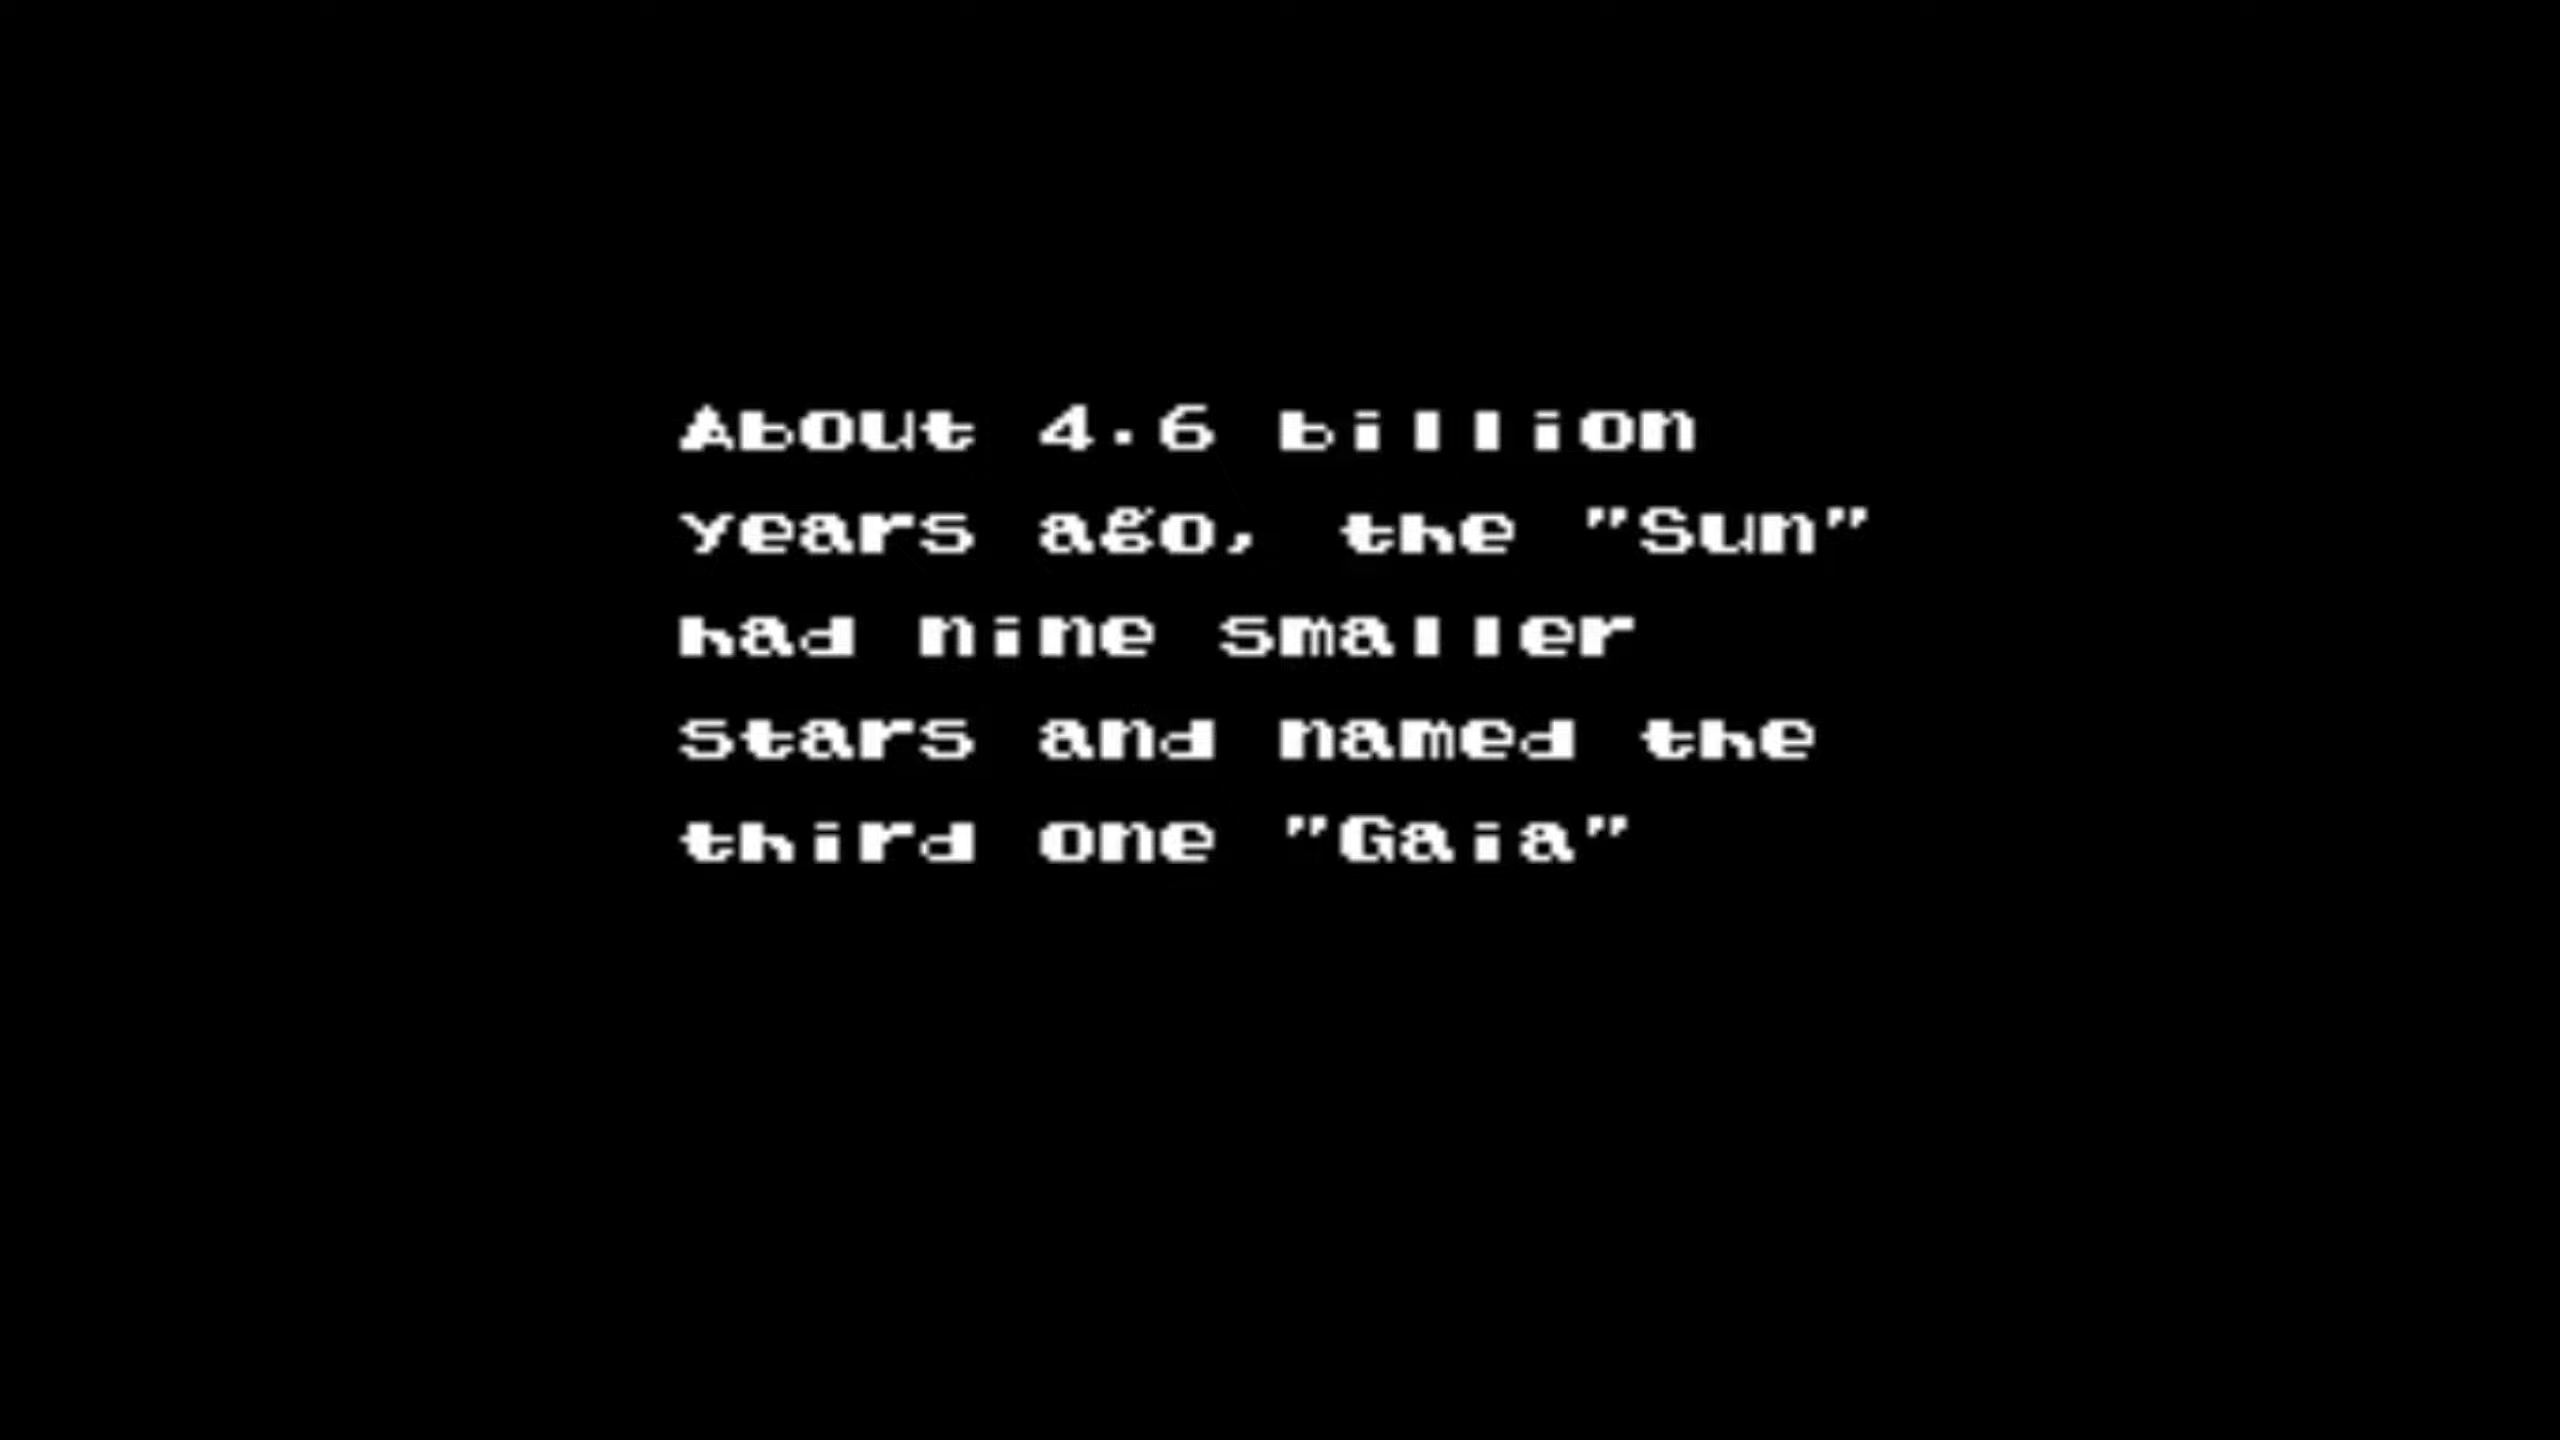 About 4.6 billion
years ago, the "Sun"
had nine smaller
stars and named the
third one "Gaia"